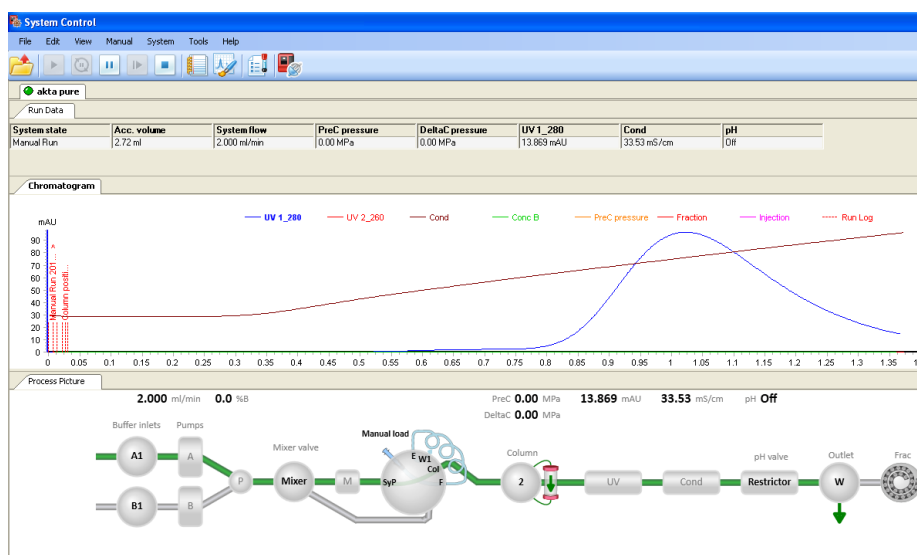 System Control
File Edit View Manual System Tools Help
akta pure
Run Data
System state Acc. volume System flow PreC pressure DeltaC pressure UV 1_280 Cond pH
Manual Run 2.72 ml 2.000 ml/min 0.00 MPa 0.00 MPa 13.869 mAU 33.53 mS/cm Off
Chromatogram
UV 1_280 UV 2_260 Cond Conc B PreC pressure Fraction Injection Run Log
mAU
90
80
70
60
50
40
30
20
10
0
Manual Run 201... »
Column positi...
0 0.05 0.1 0.15 0.2 0.25 0.3 0.35 0.4 0.45 0.5 0.55 0.6 0.65 0.7 0.75 0.8 0.85 0.9 0.95 1 1.05 1.1 1.15 1.2 1.25 1.3 1.35
Process Picture
2.000 ml/min 0.0 %B PreC 0.00 MPa 13.869 mAU 33.53 mS/cm pH Off
DeltaC 0.00 MPa
Buffer inlets Pumps Manual load
Mixer valve Column pH valve Outlet Frac
A1 A E W1
Col
P Mixer M SyP F 2 UV Cond Restrictor W
B1 B